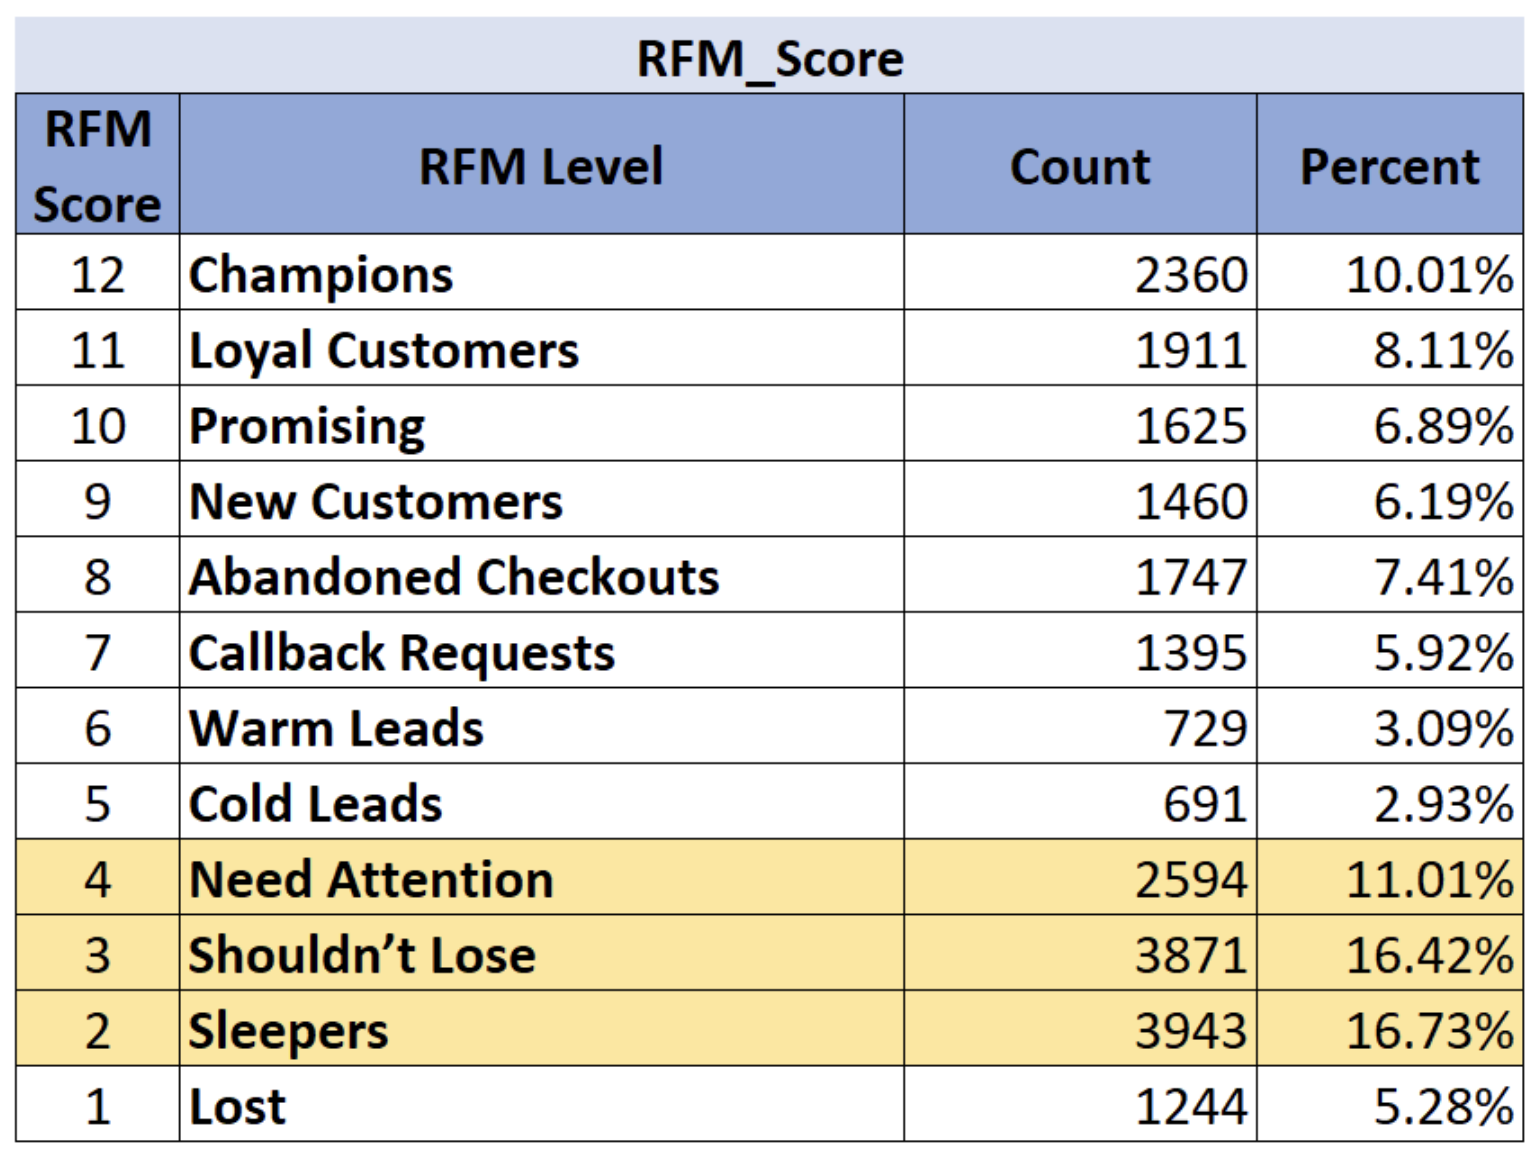 RFM_Score
RFM Score RFM Level Count Percent
12 Champions 2360 10.01%
11 Loyal Customers 1911 8.11%
10 Promising 1625 6.89%
9 New Customers 1460 6.19%
8 Abandoned Checkouts 1747 7.41%
7 Callback Requests 1395 5.92%
6 Warm Leads 729 3.09%
5 Cold Leads 691 2.93%
4 Need Attention 2594 11.01%
3 Shouldn’t Lose 3871 16.42%
2 Sleepers 3943 16.73%
1 Lost 1244 5.28%